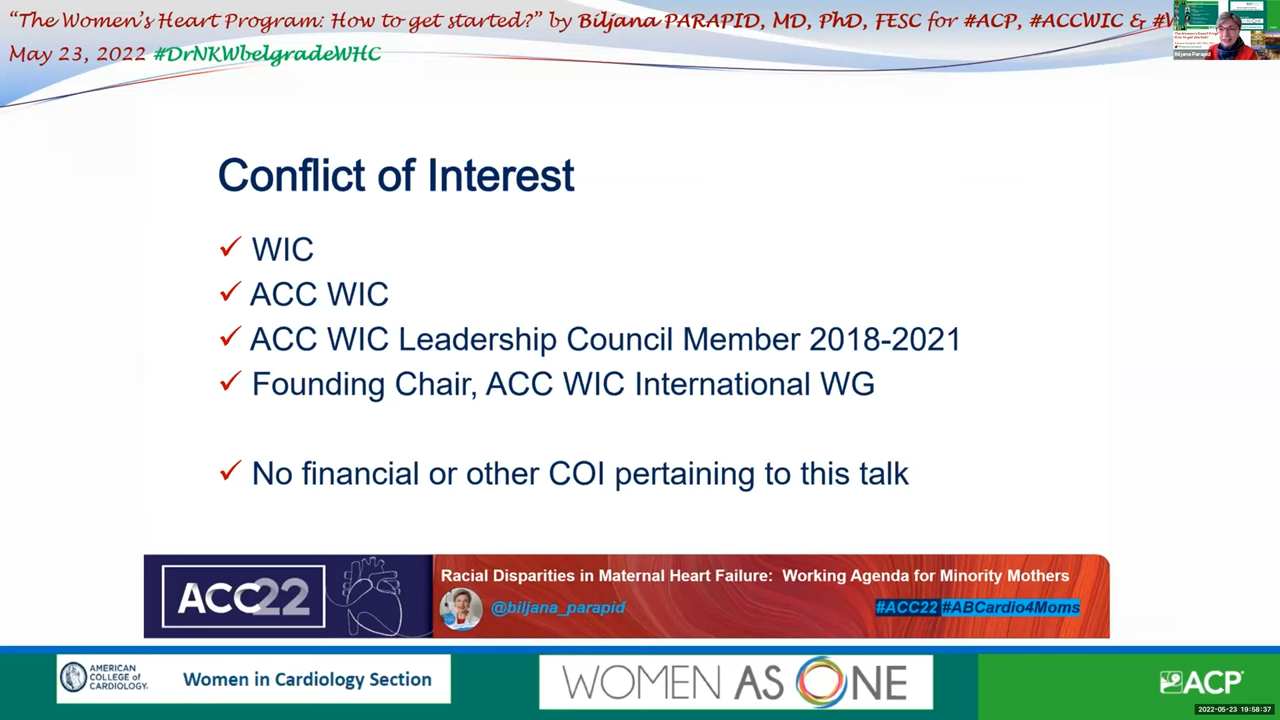 “The Women’s Heart Program: How to get started?” by Biljana PARAPID, MD, PhD, FESC for #ACP, #ACCWIC &
May 23, 2022 #DrNKWbelgradeWHC
Biljana Parapid
Conflict of Interest
✓ WIC
✓ ACC WIC
✓ ACC WIC Leadership Council Member 2018-2021
✓ Founding Chair, ACC WIC International WG
✓ No financial or other COI pertaining to this talk
ACC22
Racial Disparities in Maternal Heart Failure: Working Agenda for Minority Mothers
@biljana_parapid
#ACC22 #ABCardio4Moms
AMERICAN
COLLEGE of
CARDIOLOGY
Women in Cardiology Section
WOMEN AS ONE
ACP
2022-05-23 19:58:37